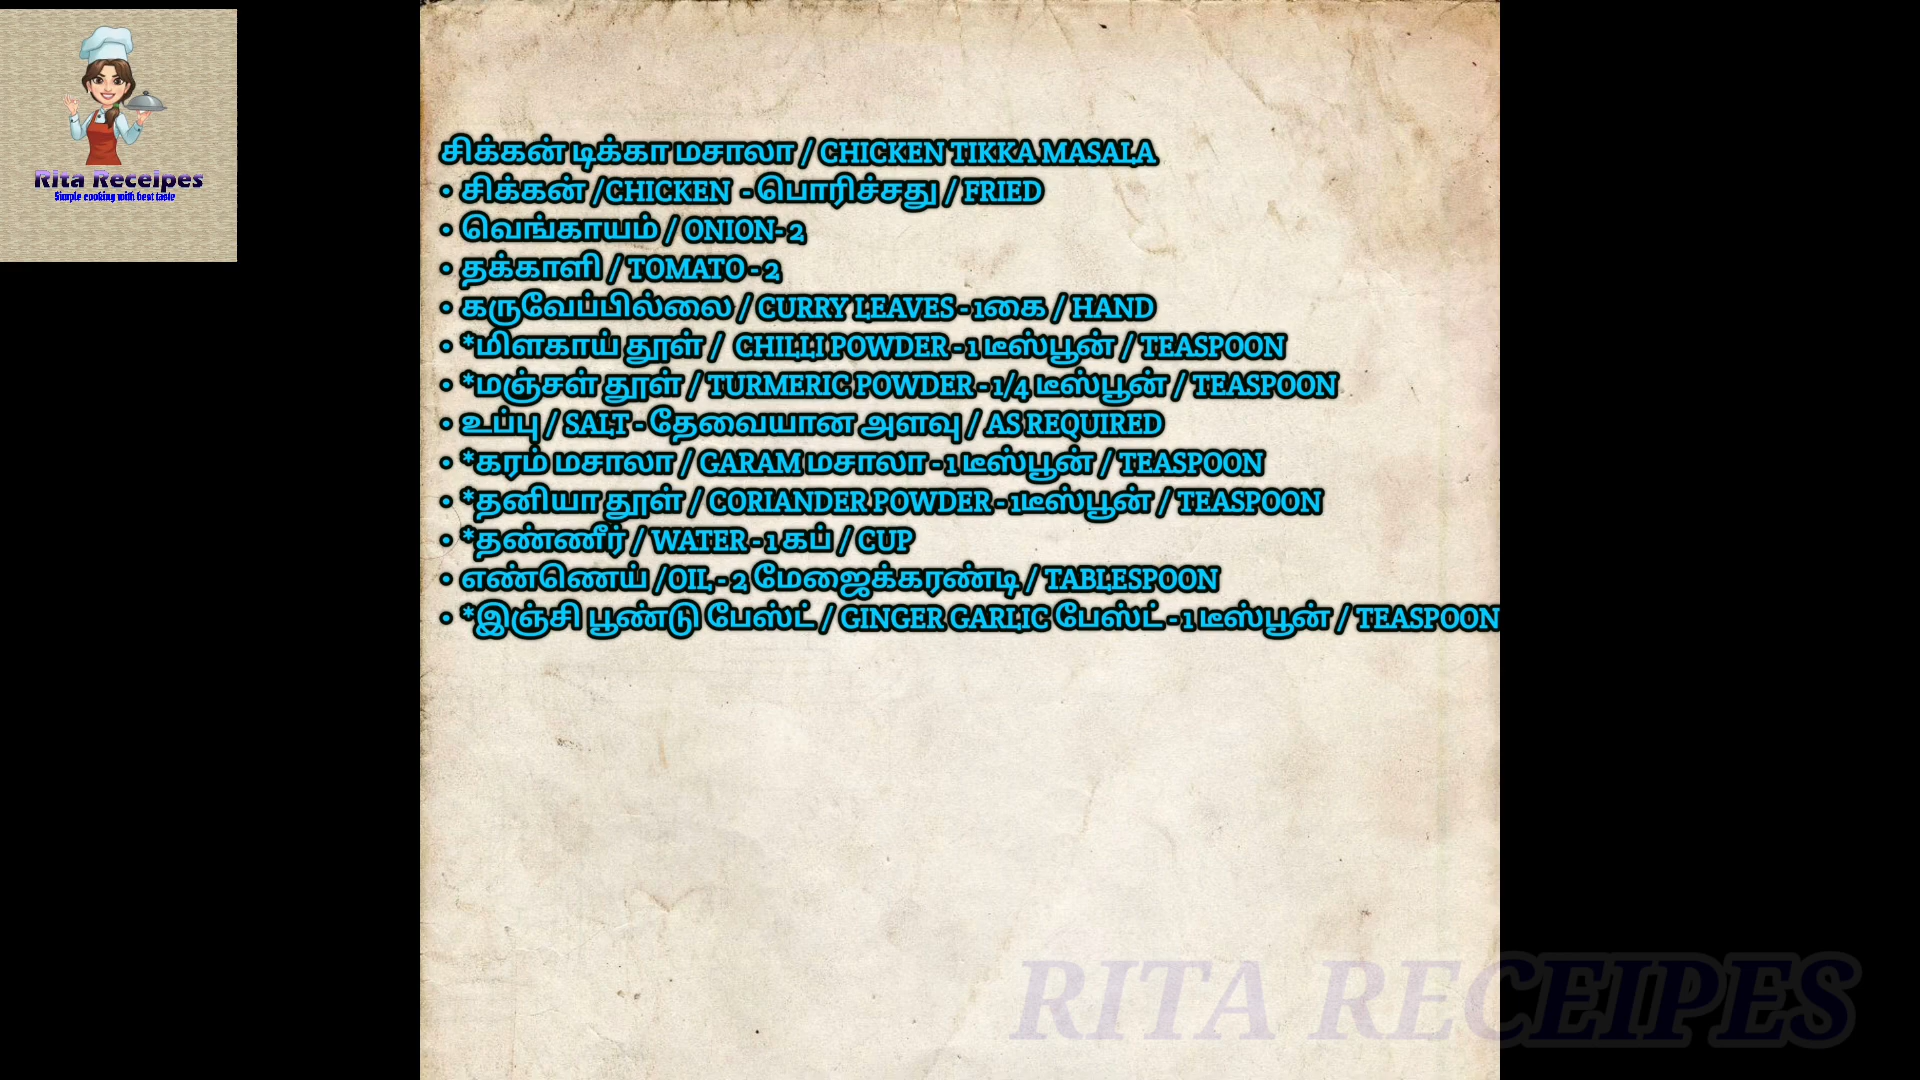 Rita Receipes
Simple cooking with best taste
சிக்கன் டிக்கா மசாலா / CHICKEN TIKKA MASALA
• சிக்கன் /CHICKEN - பொரிச்சது / FRIED
• வெங்காயம் / ONION- 2
• தக்காளி / TOMATO - 2
• கருவேப்பில்லை / CURRY LEAVES - 1கை / HAND
• *மிளகாய் தூள் / CHILLI POWDER - 1 டீஸ்பூன் / TEASPOON
• *மஞ்சள் தூள் / TURMERIC POWDER - 1/4 டீஸ்பூன் / TEASPOON
• உப்பு / SALT - தேவையான அளவு / AS REQUIRED
• *கரம் மசாலா / GARAM மசாலா - 1 டீஸ்பூன் / TEASPOON
• *தனியா தூள் / CORIANDER POWDER - 1டீஸ்பூன் / TEASPOON
• *தண்ணீர் / WATER - 1 கப் / CUP
• எண்ணெய் /OIL - 2 மேஜைக்கரண்டி / TABLESPOON
• *இஞ்சி பூண்டு பேஸ்ட் / GINGER GARLIC பேஸ்ட் - 1 டீஸ்பூன் / TEASPOON
RITA RECEIPES